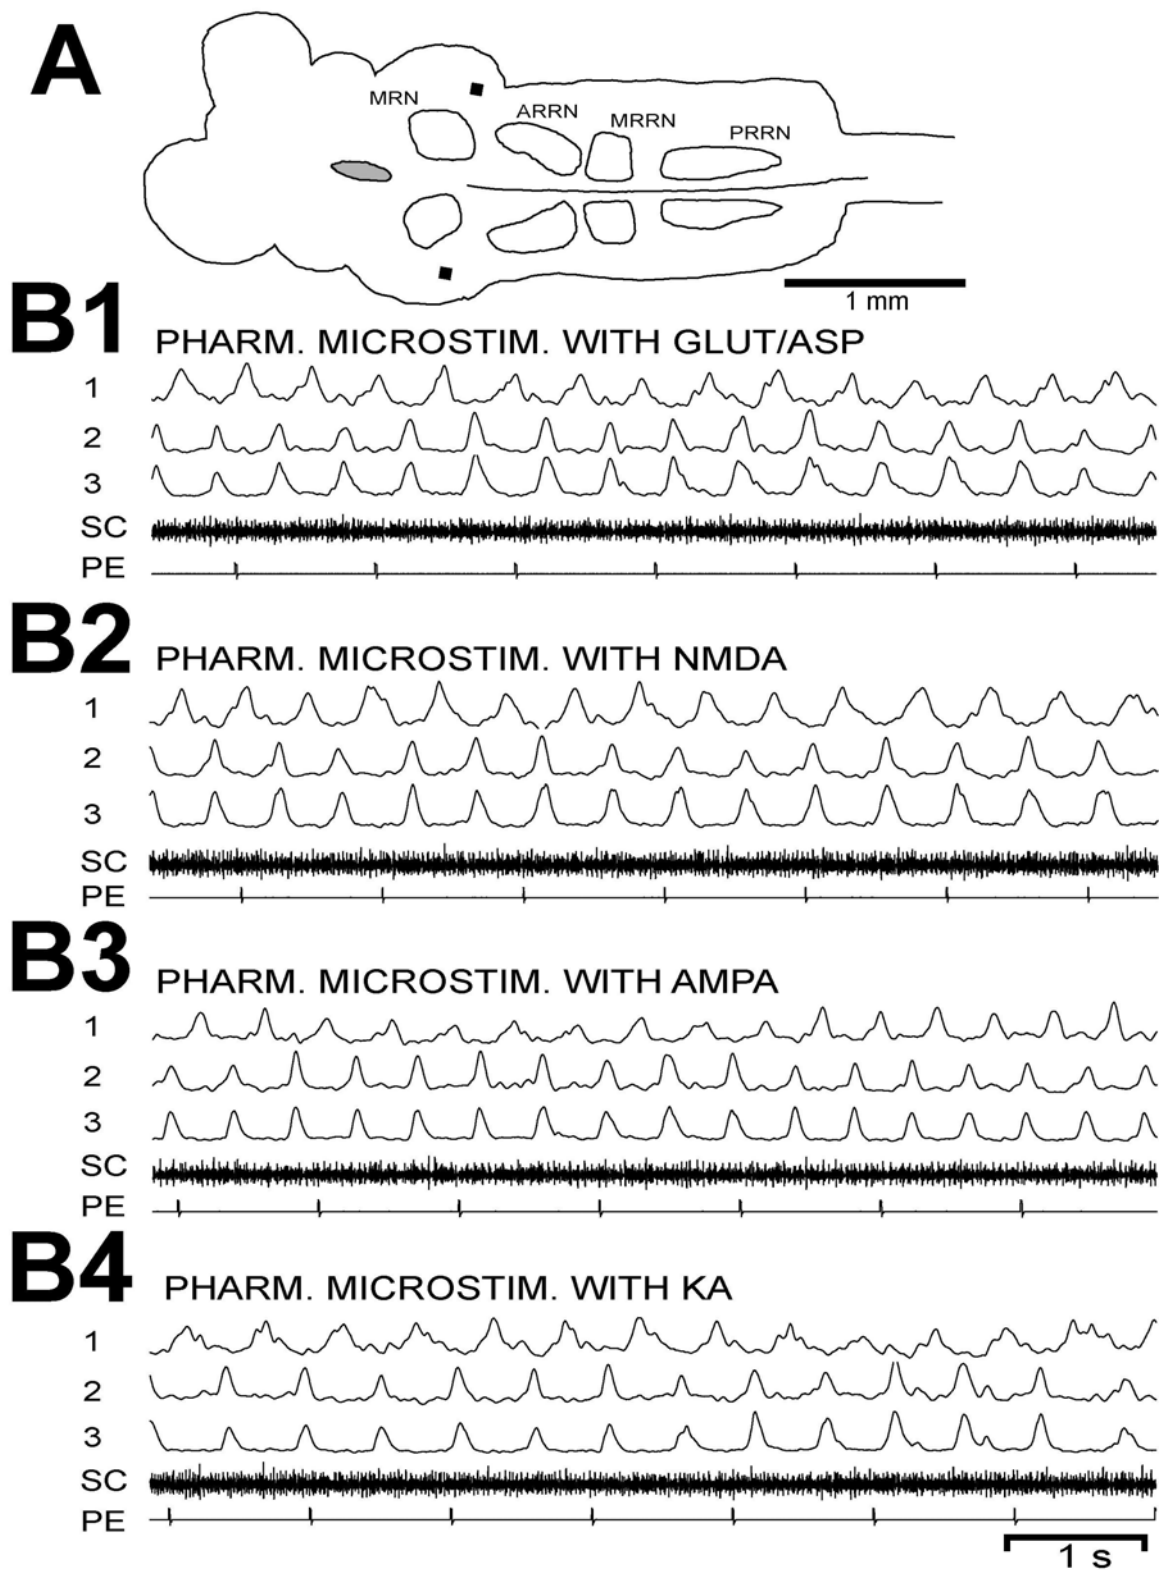 A
MRN
ARRN
MRRN
PRRN
1 mm
B1
PHARM. MICROSTIM. WITH GLUT/ASP
1
2
3
SC
PE
B2
PHARM. MICROSTIM. WITH NMDA
1
2
3
SC
PE
B3
PHARM. MICROSTIM. WITH AMPA
1
2
3
SC
PE
B4
PHARM. MICROSTIM. WITH KA
1
2
3
SC
PE
1 s